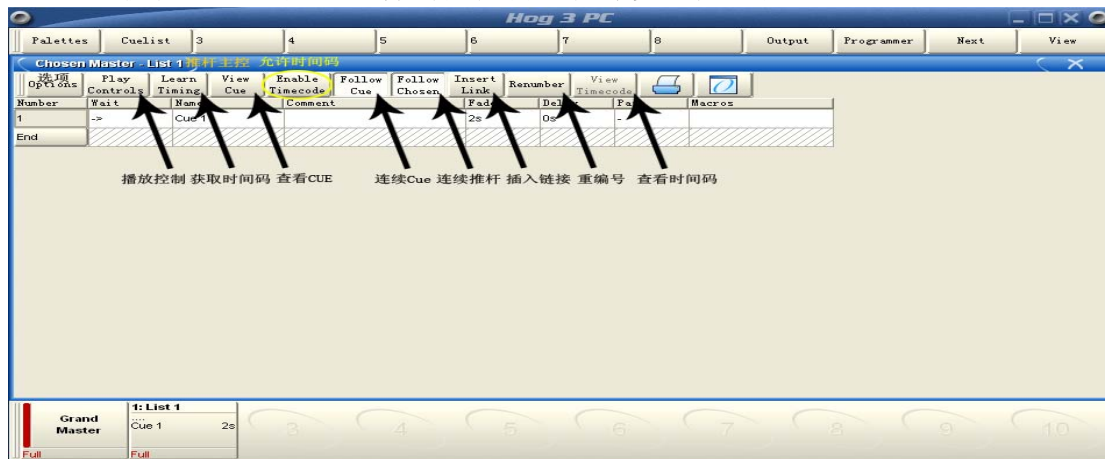 Hog 3 PC
Palettes Cuelist 3 4 5 6 7 8 Output Programmer Next View
Chosen Master - List 1 推杆主控 允许时间码
选项
Options Play Controls Learn Timing View Cue Enable Timecode Follow Cue Follow Chosen Insert Link Renumber View Timecode
Number Wait Comment Macros
1 -> Cue 1 2s 0s -
End
播放控制 获取时间码 查看CUE 连续Cue 连续推杆 插入链接 重编号 查看时间码
Grand Master 1: List 1
....
Cue 1 2s 3 4 5 6 7 8 9 10
Full Full